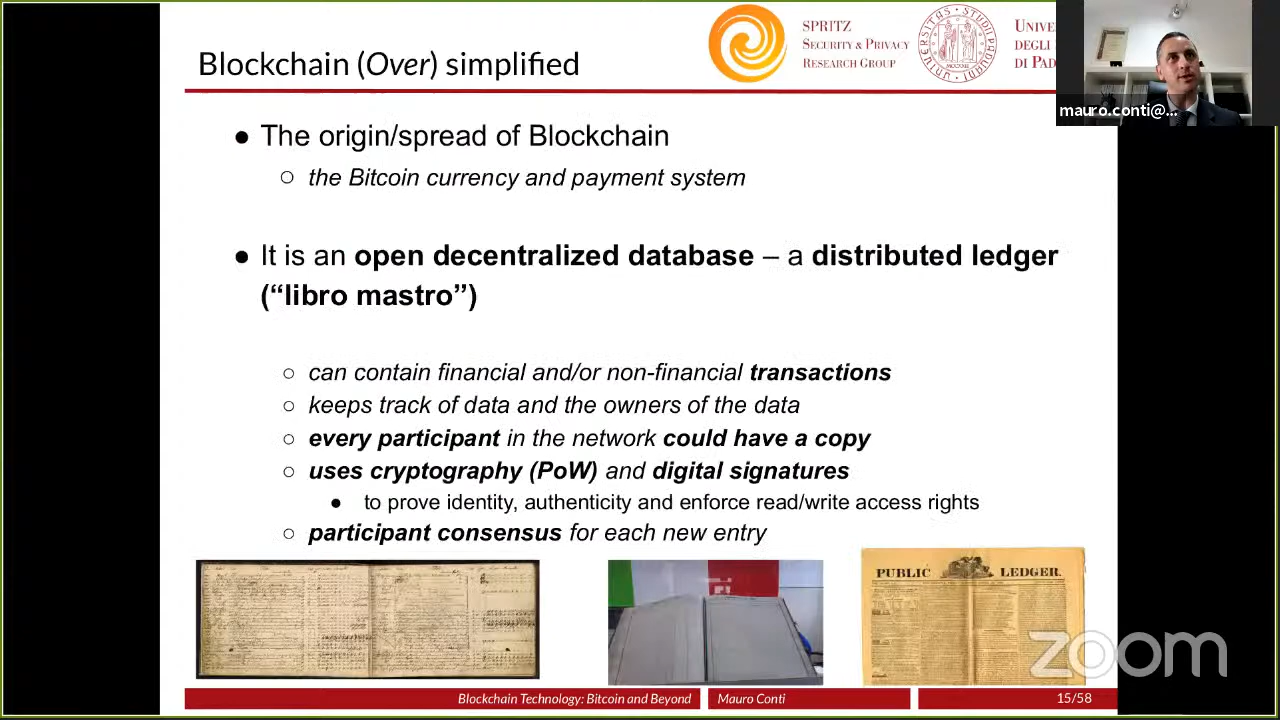 Blockchain (Over) simplified
SPRITZ
SECURITY & PRIVACY
RESEARCH GROUP
UNIVERSITAS STUDII PADUANI
UNIVE
DEGLI
DI PAD
mauro.conti@...
● The origin/spread of Blockchain
○ the Bitcoin currency and payment system
● It is an open decentralized database – a distributed ledger
(“libro mastro”)
○ can contain financial and/or non-financial transactions
○ keeps track of data and the owners of the data
○ every participant in the network could have a copy
○ uses cryptography (PoW) and digital signatures
● to prove identity, authenticity and enforce read/write access rights
○ participant consensus for each new entry
PUBLIC LEDGER.
zoom
Blockchain Technology: Bitcoin and Beyond
Mauro Conti
15/58